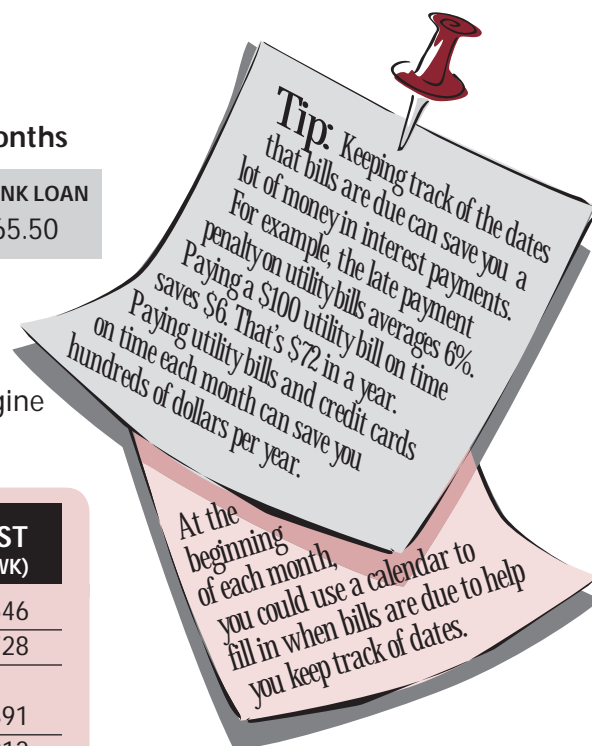 onths
NK LOAN
65.50
gine
ST
WK)
46
28
91
Tip: Keeping track of the dates
that bills are due can save you a
lot of money in interest payments.
For example, the late payment
penalty on utility bills averages 6%.
Paying a $100 utility bill on time
saves $6. That's $72 in a year.
Paying utility bills and credit cards
on time each month can save you
hundreds of dollars per year.
At the
beginning
of each month,
you could use a calendar to
fill in when bills are due to help
you keep track of dates.